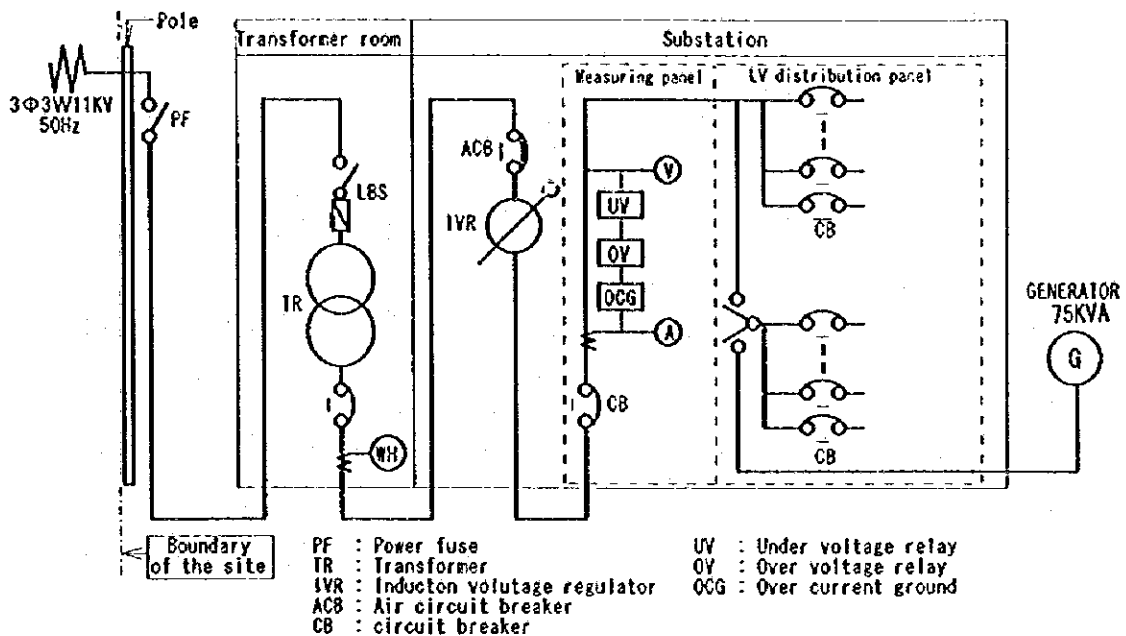 Pole
Transformer room
Substation
3Φ3W11KV
50Hz
PF
Measuring panel
LV distribution panel
ACB
LBS
IVR
V
UV
OV
OCG
A
CB
TR
GENERATOR
75KVA
G
CB
CB
WH
Boundary
of the site
PF : Power fuse
TR : Transformer
IVR : Inducton volutage regulator
ACB : Air circuit breaker
CB : circuit breaker
UV : Under voltage relay
OV : Over voltage relay
OCG : Over current ground